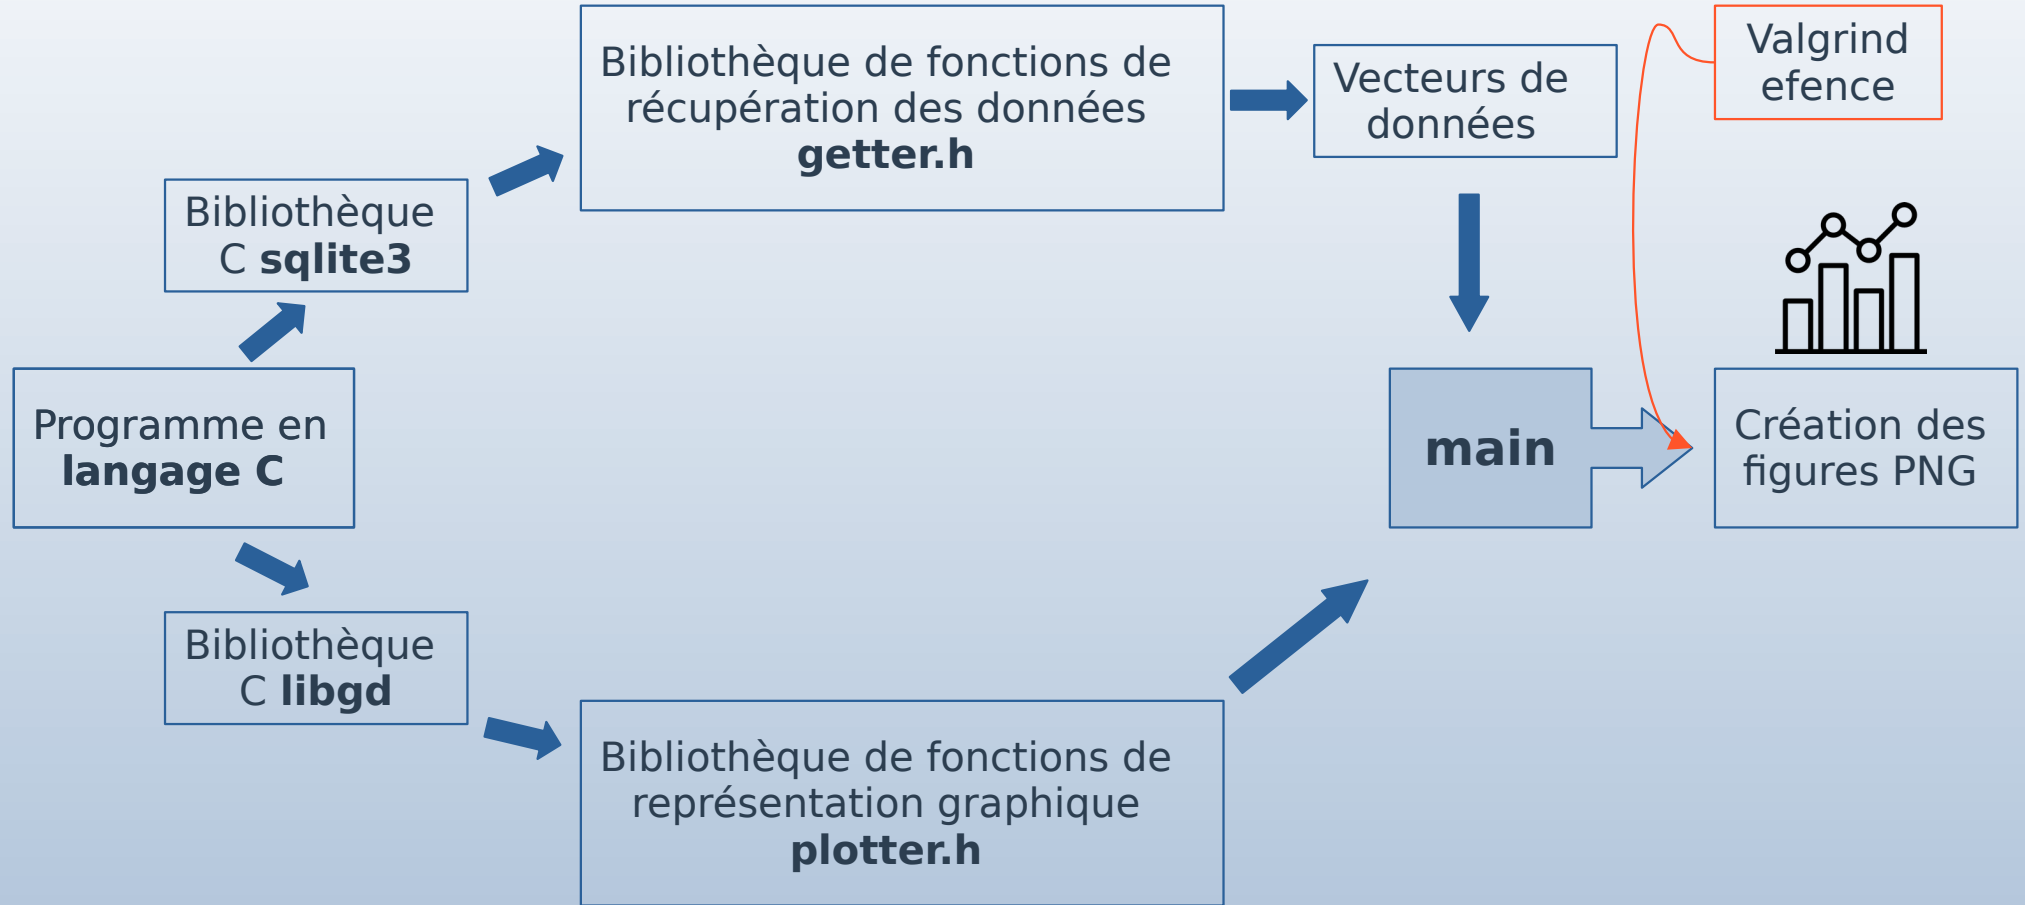 Bibliothèque de fonctions de
récupération des données
getter.h
Vecteurs de
données
Valgrind
efence
Bibliothèque
C sqlite3
Programme en
langage C
main
Création des
figures PNG
Bibliothèque
C libgd
Bibliothèque de fonctions de
représentation graphique
plotter.h